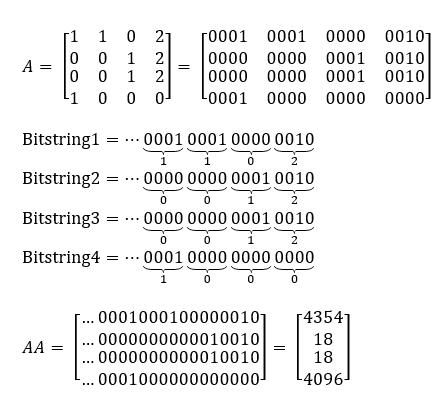 1 1 0 2 0001 0001 0000 0010
0 0 1 2 0000 0000 0001 0010
A = =
0 0 1 2 0000 0000 0001 0010
1 0 0 0 0001 0000 0000 0000
Bitstring1 = ⋯ 0001 0001 0000 0010
1 1 0 2
Bitstring2 = ⋯ 0000 0000 0001 0010
0 0 1 2
Bitstring3 = ⋯ 0000 0000 0001 0010
0 0 1 2
Bitstring4 = ⋯ 0001 0000 0000 0000
1 0 0 0
… 0001000100000010 4354
… 0000000000010010 18
AA = =
… 0000000000010010 18
… 0001000000000000 4096